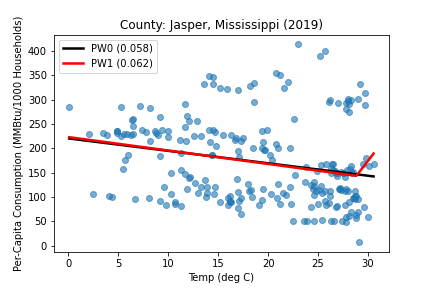 County: Jasper, Mississippi (2019)
Per-Capita Consumption (MMBtu/1000 Households)
400
350
300
250
200
150
100
50
0
PW0 (0.058)
PW1 (0.062)
0 5 10 15 20 25 30
Temp (deg C)